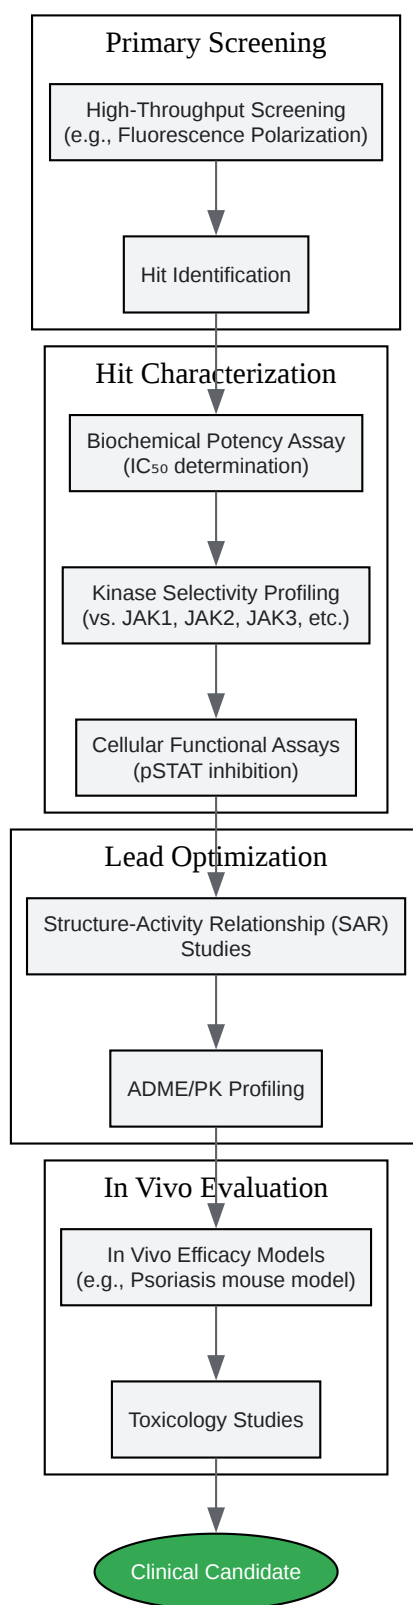 Primary Screening
High-Throughput Screening
(e.g., Fluorescence Polarization)
Hit Identification
Hit Characterization
Biochemical Potency Assay
(IC₅₀ determination)
Kinase Selectivity Profiling
(vs. JAK1, JAK2, JAK3, etc.)
Cellular Functional Assays
(pSTAT inhibition)
Lead Optimization
Structure-Activity Relationship (SAR)
Studies
ADME/PK Profiling
In Vivo Evaluation
In Vivo Efficacy Models
(e.g., Psoriasis mouse model)
Toxicology Studies
Clinical Candidate